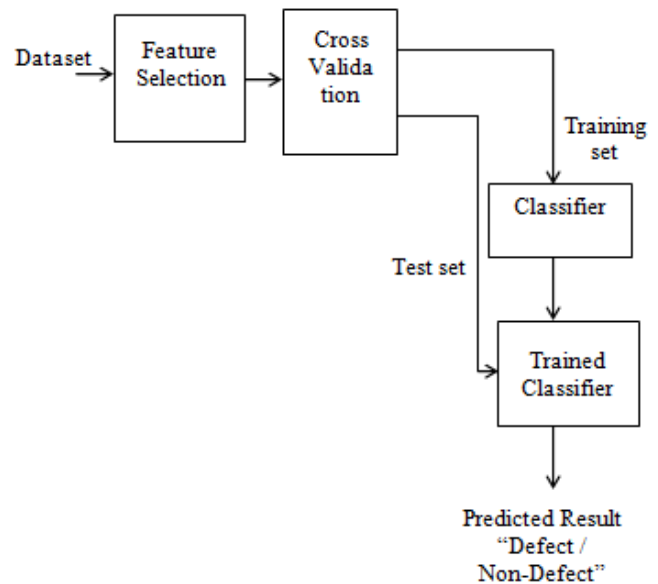 Dataset
Feature
Selection
Cross
Valida
tion
Training
set
Classifier
Test set
Trained
Classifier
Predicted Result
“Defect /
Non-Defect”